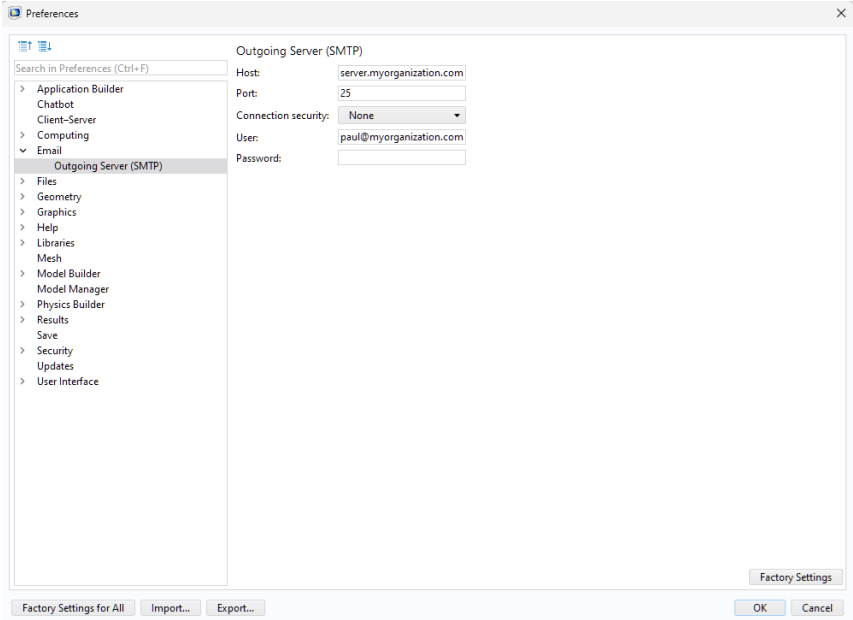 Preferences
Search in Preferences (Ctrl+F)
Application Builder
Chatbot
Client–Server
Computing
Email
Outgoing Server (SMTP)
Files
Geometry
Graphics
Help
Libraries
Mesh
Model Builder
Model Manager
Physics Builder
Results
Save
Security
Updates
User Interface
Outgoing Server (SMTP)
Host: server.myorganization.com
Port: 25
Connection security: None
User: paul@myorganization.com
Password:
Factory Settings
Factory Settings for All Import... Export... OK Cancel